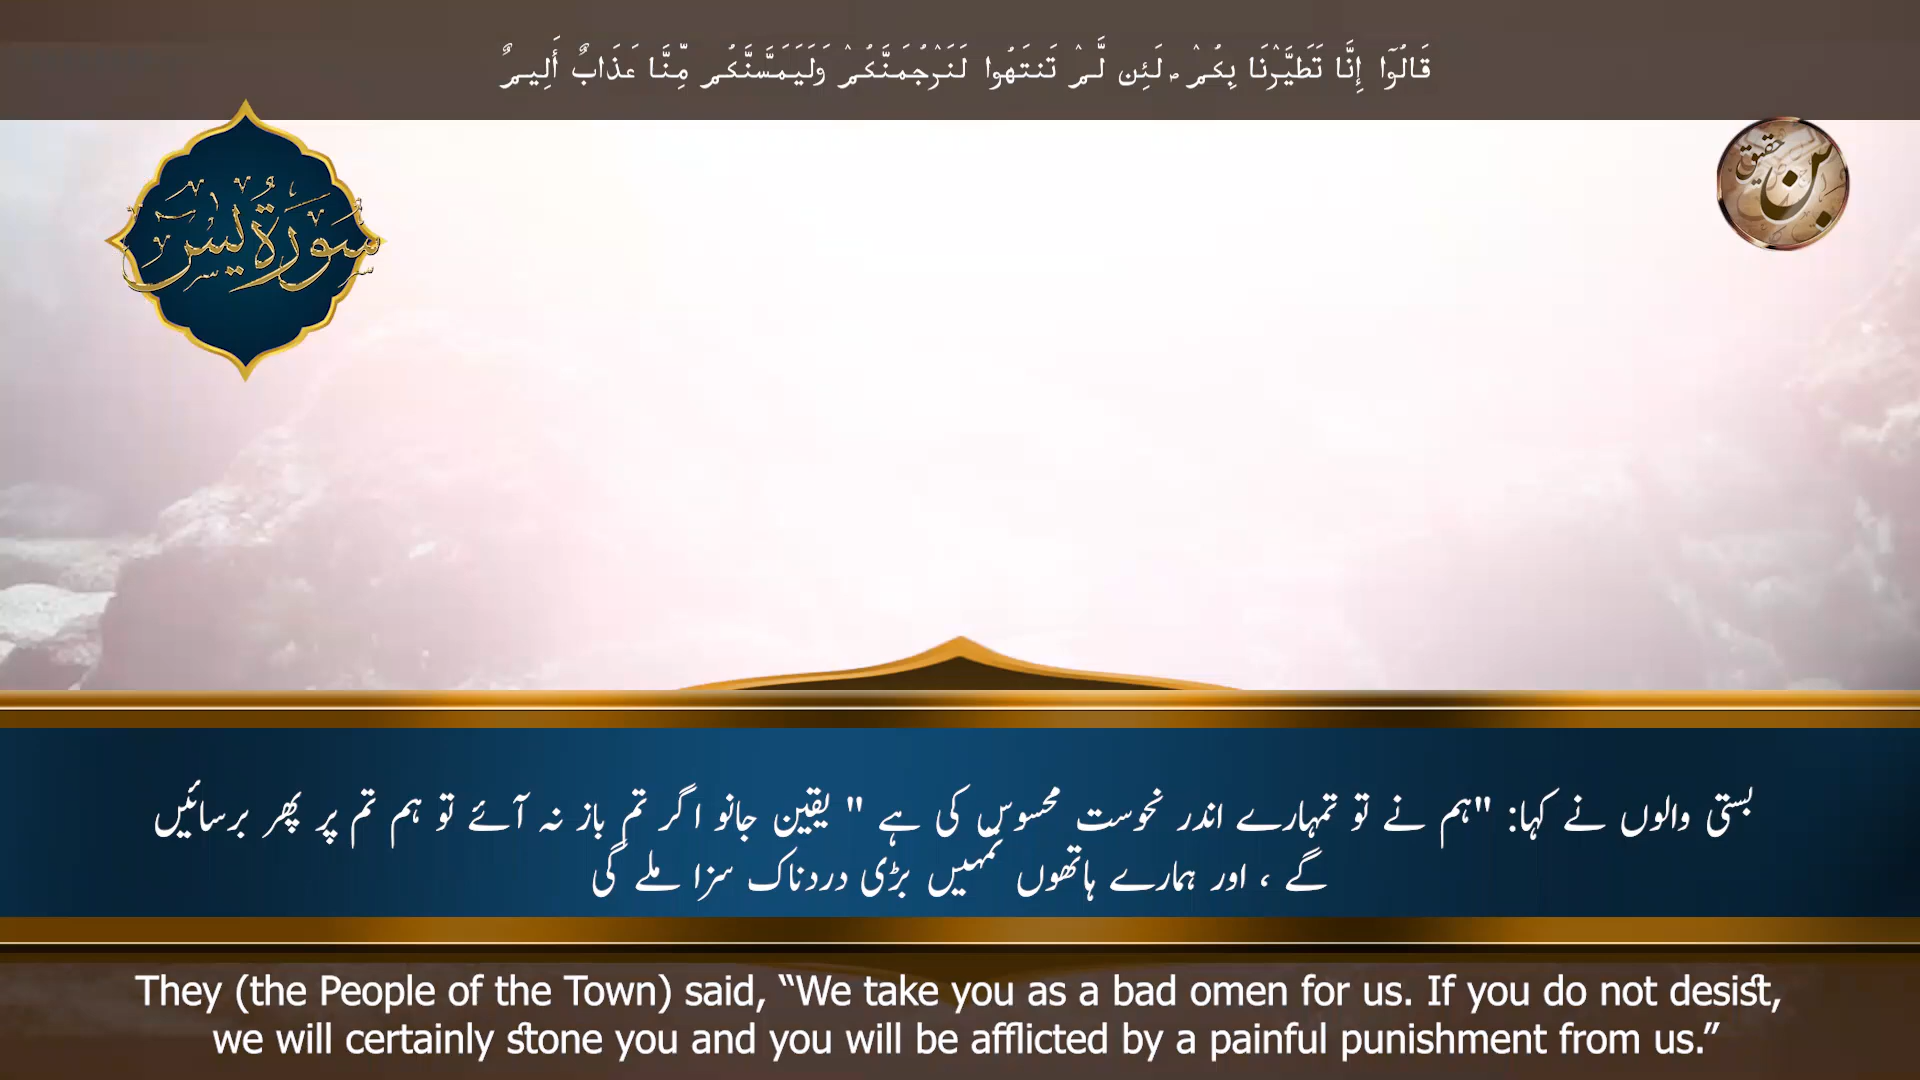 قَالُوٓا۟ إِنَّا تَطَيَّرْنَا بِكُمْ ۖ لَئِن لَّمْ تَنتَهُوا۟ لَنَرْجُمَنَّكُمْ وَلَيَمَسَّنَّكُم مِّنَّا عَذَابٌ أَلِيمٌ
سُورَةُ يس
بستی والوں نے کہا: "ہم نے تو تمہارے اندر نحوست محسوس کی ہے " یقین جانو اگر تم باز نہ آئے تو ہم تم پر پتھر برسائیں
گے ، اور ہمارے ہاتھوں تمہیں بڑی دردناک سزا ملے گی
They (the People of the Town) said, “We take you as a bad omen for us. If you do not desist,
we will certainly stone you and you will be afflicted by a painful punishment from us.”